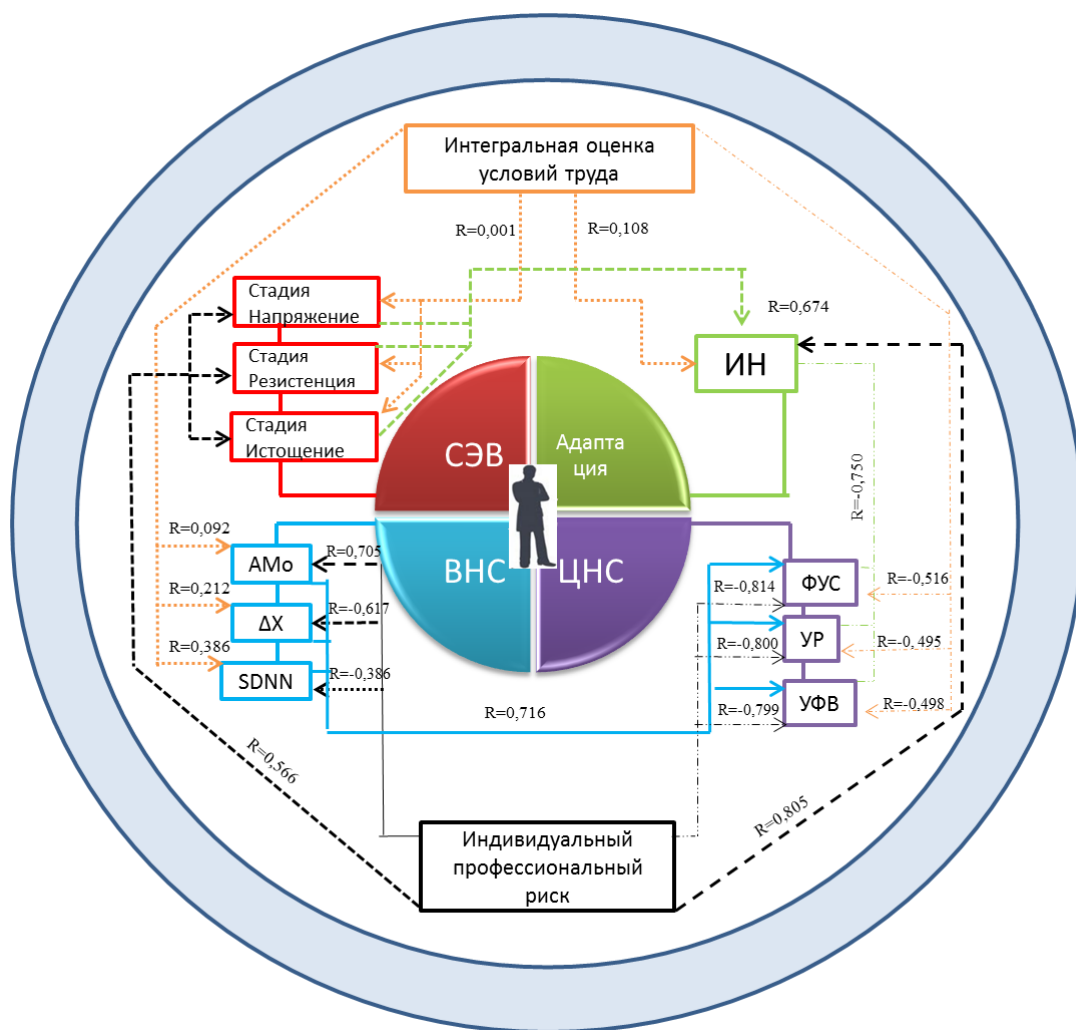 Интегральная оценка
условий труда
R=0,001
R=0,108
Стадия
Напряжение
R=0,674
Стадия
Резистенция
ИН
Стадия
Истощение
СЭВ
Адапта
ция
R=-0,750
R=0,092
АМо
R=0,705
ВНС
ЦНС
R=0,212
ΔХ
R=-0,617
R=-0,814
ФУС
R=-0,516
R=0,386
SDNN
R=-0,386
R=-0,800
УР
R=-0,495
R=0,716
R=-0,799
УФВ
R=-0,498
R=0,566
R=0,805
Индивидуальный
профессиональный
риск